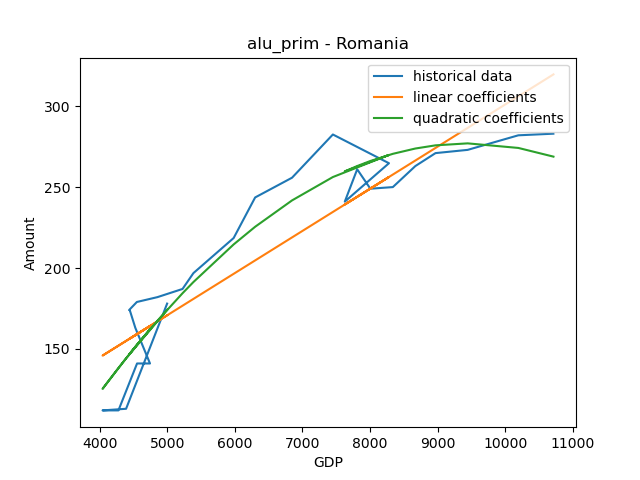 alu_prim - Romania
historical data
linear coefficients
quadratic coefficients
Amount
300
250
200
150
4000 5000 6000 7000 8000 9000 10000 11000
GDP